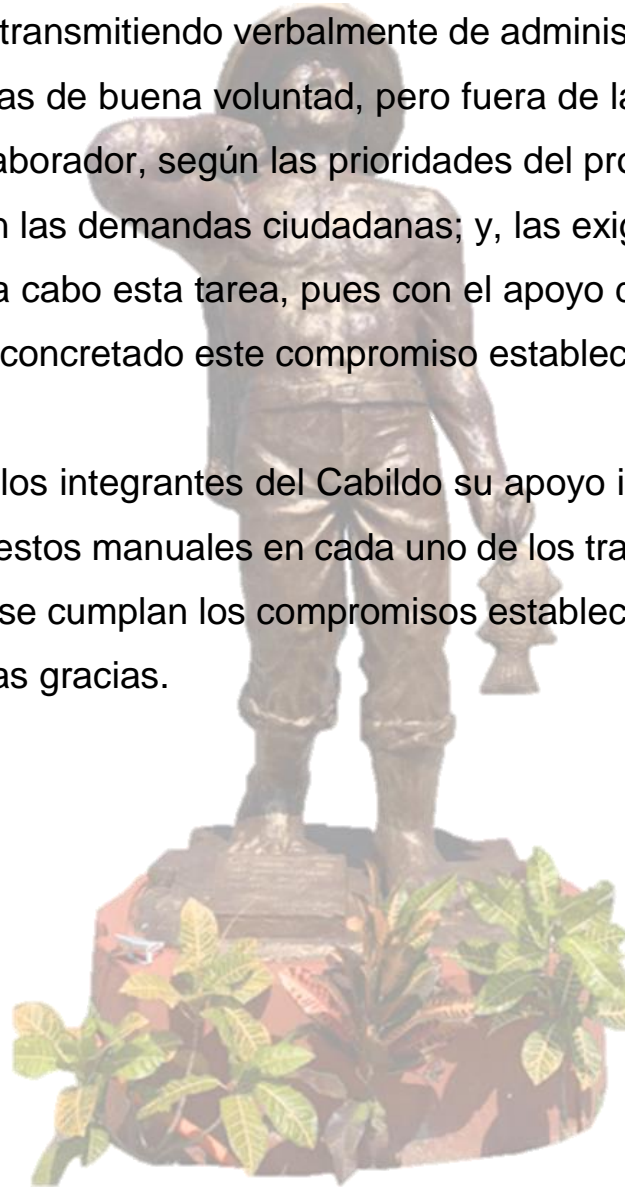 transmitiendo verbalmente de adminis
as de buena voluntad, pero fuera de la
aborador, según las prioridades del pro
n las demandas ciudadanas; y, las exig
a cabo esta tarea, pues con el apoyo
concretado este compromiso establec
los integrantes del Cabildo su apoyo i
estos manuales en cada uno de los tra
se cumplan los compromisos establec
as gracias.